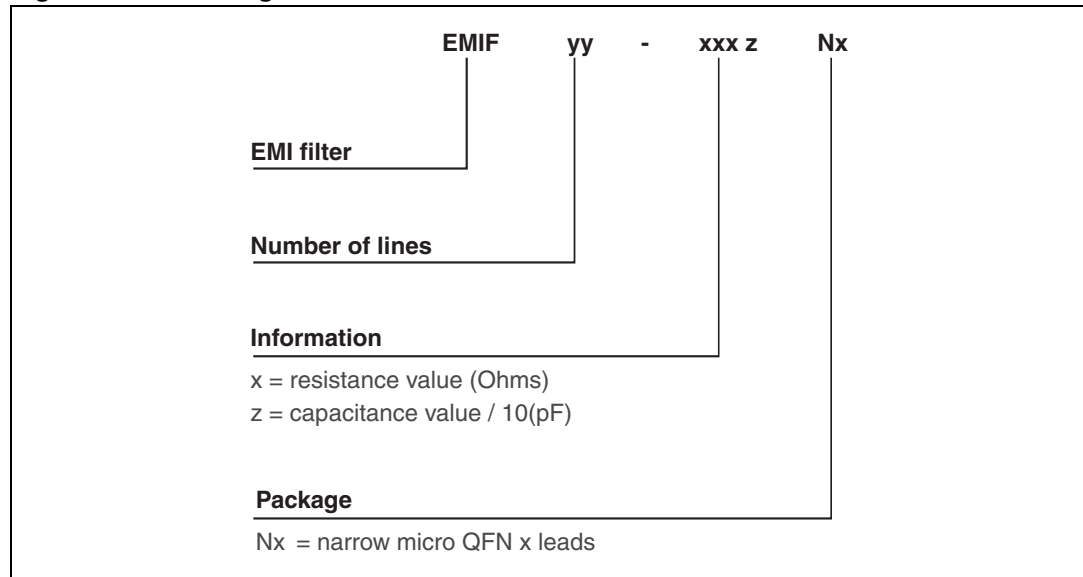 EMIF yy - xxx z Nx
EMI filter
Number of lines
Information
x = resistance value (Ohms)
z = capacitance value / 10(pF)
Package
Nx = narrow micro QFN x leads